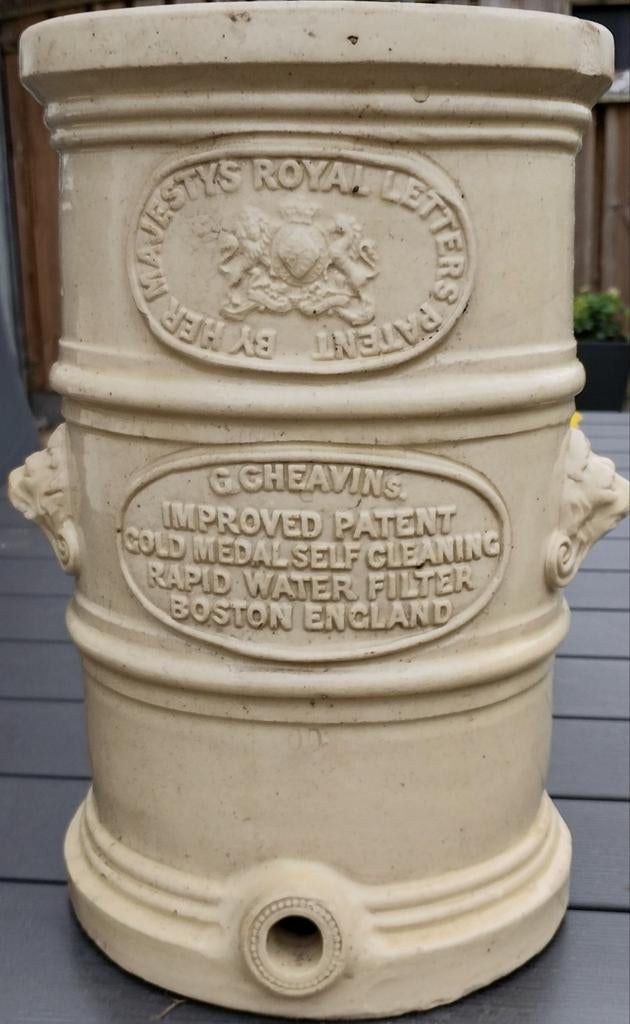 BY HER MAJESTYS ROYAL LETTERS PATENT
G. CHEAVINS.
IMPROVED PATENT
GOLD MEDAL SELF CLEANING
RAPID WATER FILTER
BOSTON ENGLAND